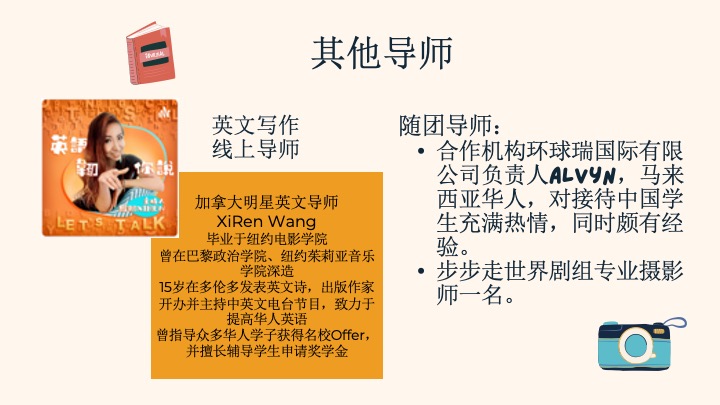 其他导师
JOURNAL
英语
LET'S TALK
英文写作
线上导师
加拿大明星英文导师
XiRen Wang
毕业于纽约电影学院
曾在巴黎政治学院、纽约茱莉亚音乐
学院深造
15岁在多伦多发表英文诗，出版作家
开办并主持中英文电台节目，致力于
提高华人英语
曾指导众多华人学子获得名校Offer，
并擅长辅导学生申请奖学金
随团导师：
• 合作机构环球瑞国际有限
公司负责人ALVYN，马来
西亚华人，对接待中国学
生充满热情，同时颇有经
验。
• 步步走世界剧组专业摄影
师一名。